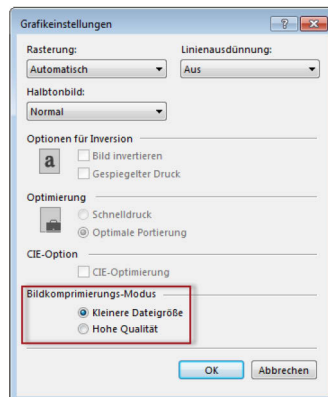 Grafikeinstellungen
Rasterung:
Linienausdünnung:
Automatisch
Aus
Halbtonbild:
Normal
Optionen für Inversion
a
Bild invertieren
Gespiegelter Druck
Optimierung
Schnelldruck
Optimale Portierung
CIE-Option
CIE-Optimierung
Bildkomprimierungs-Modus
Kleinere Dateigröße
Hohe Qualität
OK
Abbrechen